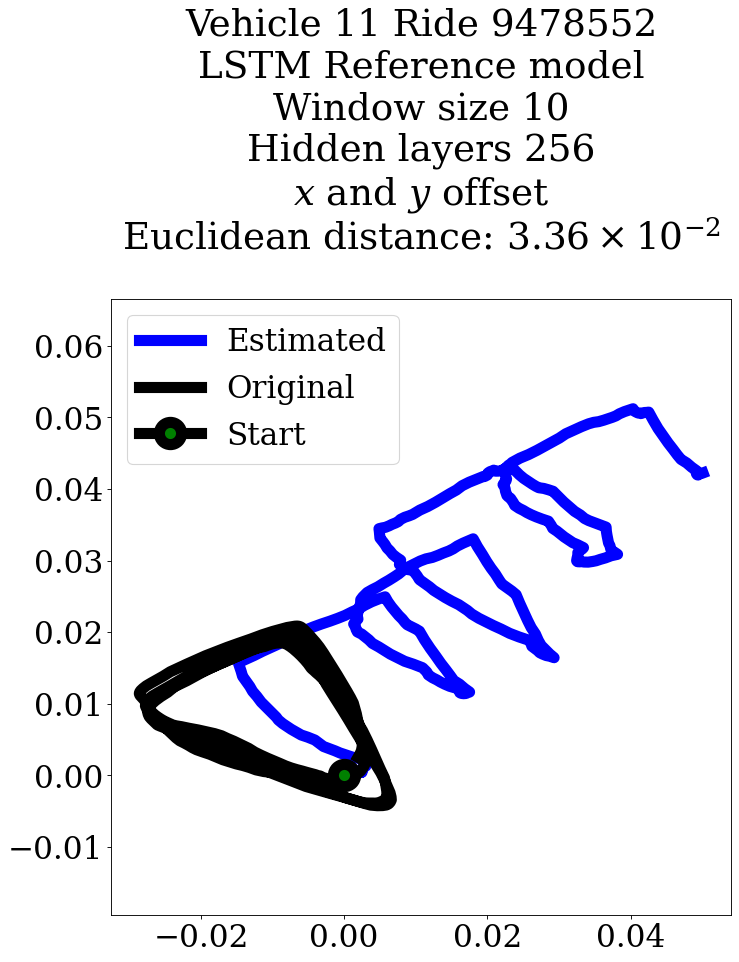 Vehicle 11 Ride 9478552
LSTM Reference model
Window size 10
Hidden layers 256
x and y offset
Euclidean distance: 3.36 × 10⁻²
Estimated
Original
Start
0.06
0.05
0.04
0.03
0.02
0.01
0.00
−0.01
−0.02 0.00 0.02 0.04